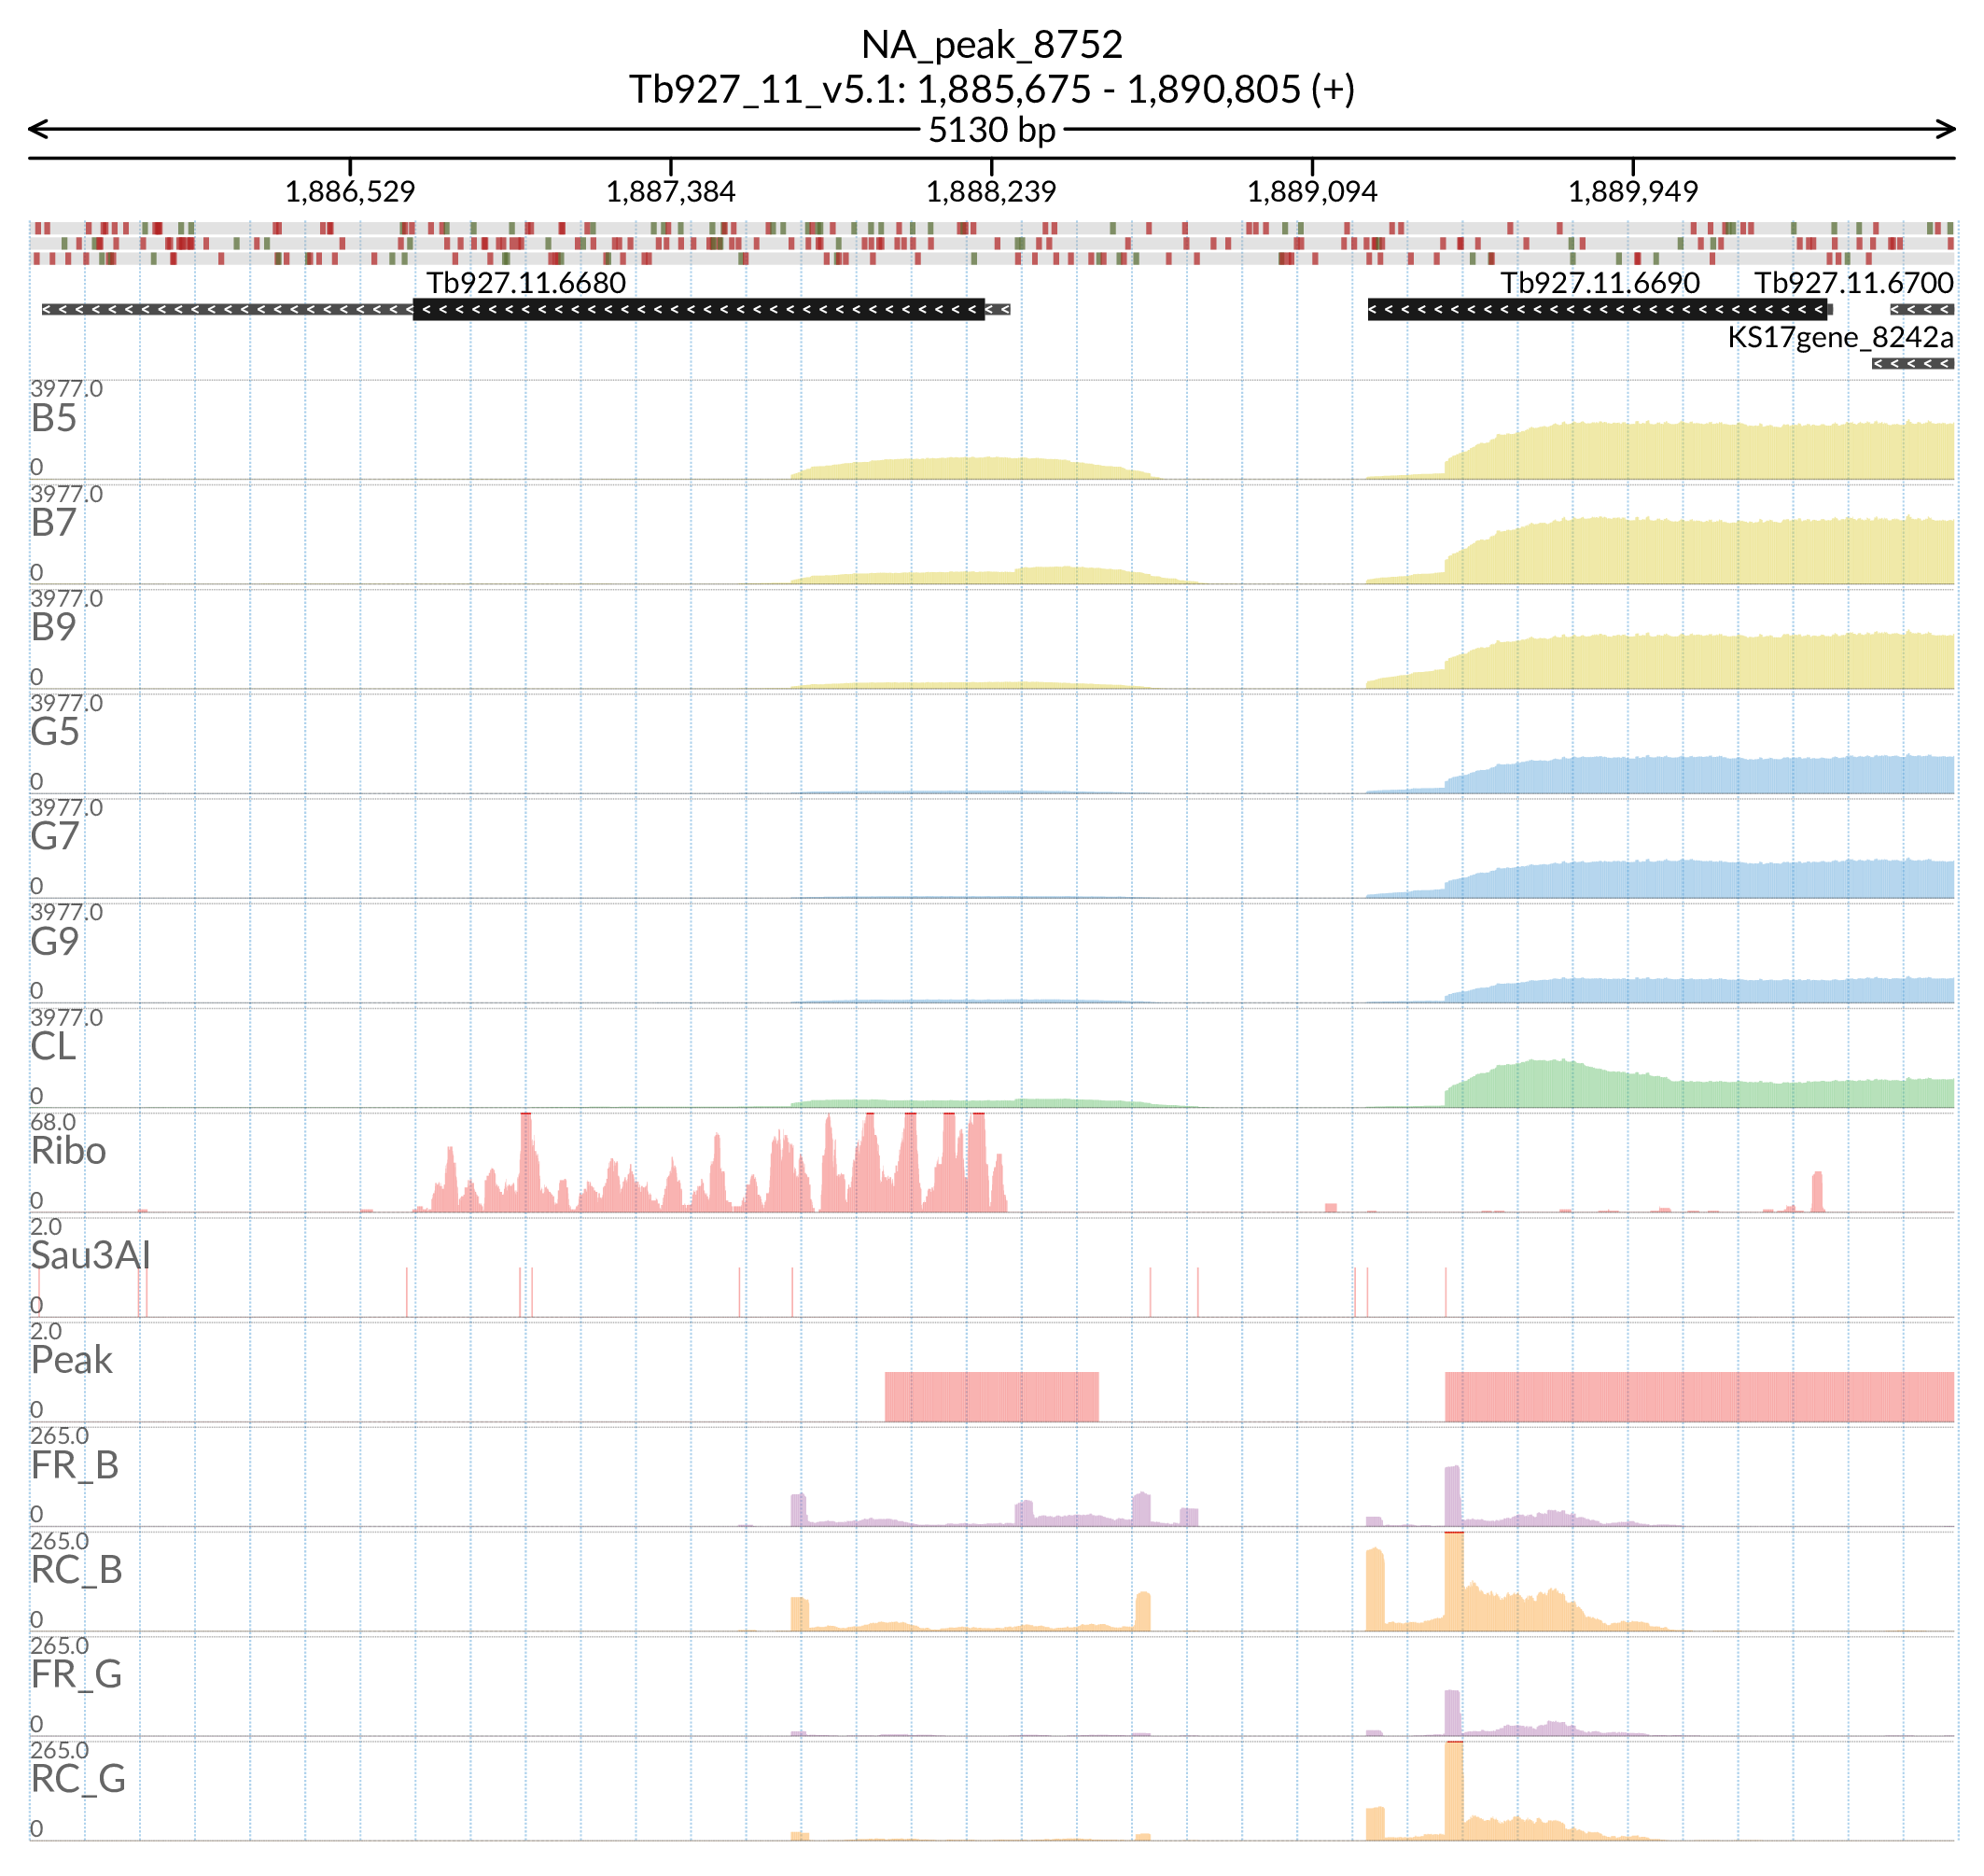 NA_peak_8752
Tb927_11_v5.1: 1,885,675 - 1,890,805 (+)
5130 bp
1,886,529 1,887,384 1,888,239 1,889,094 1,889,949
Tb927.11.6680 Tb927.11.6690 Tb927.11.6700
KS17gene_8242a
3977.0
B5
0
3977.0
B7
0
3977.0
B9
0
3977.0
G5
0
3977.0
G7
0
3977.0
G9
0
3977.0
CL
0
68.0
Ribo
0
2.0
Sau3AI
0
2.0
Peak
0
265.0
FR_B
0
265.0
RC_B
0
265.0
FR_G
0
265.0
RC_G
0